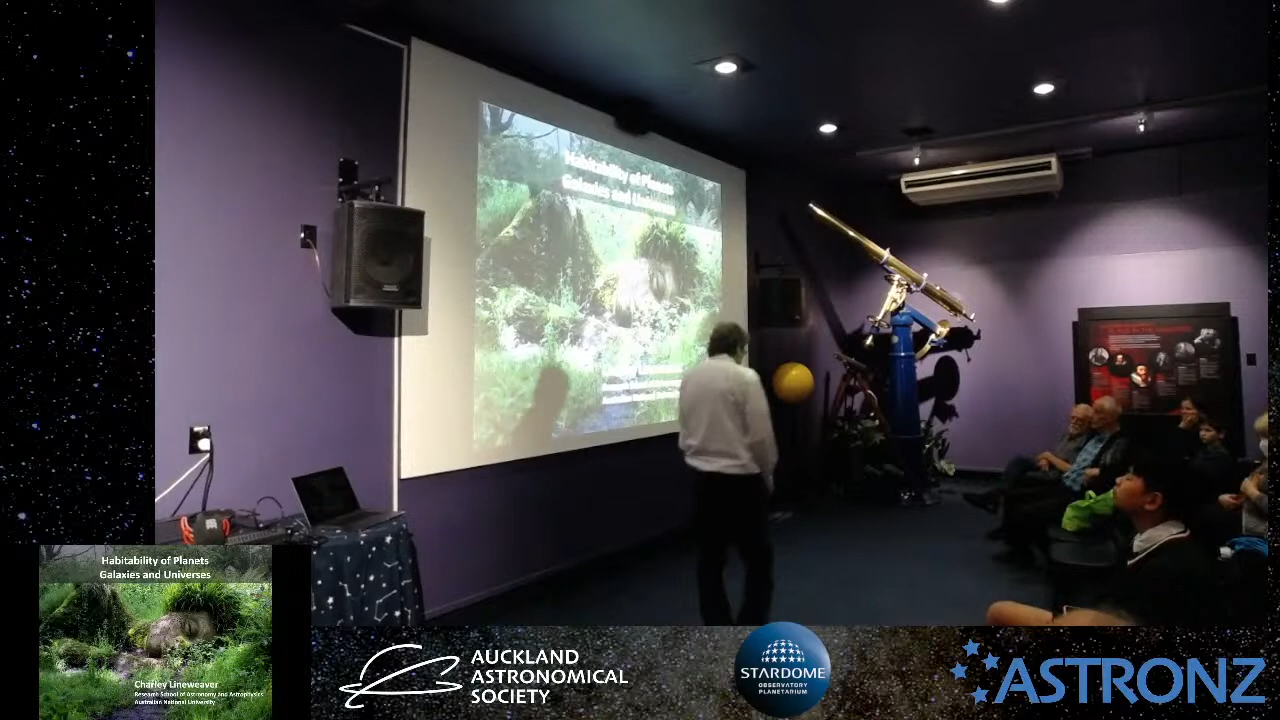 Habitability of Planets
Galaxies and Universes
Habitability of Planets
Galaxies and Universes
Charley Lineweaver
Research School of Astronomy and Astrophysics
Australian National University
AUCKLAND
ASTRONOMICAL
SOCIETY
STARDOME
OBSERVATORY
PLANETARIUM
ASTRONZ